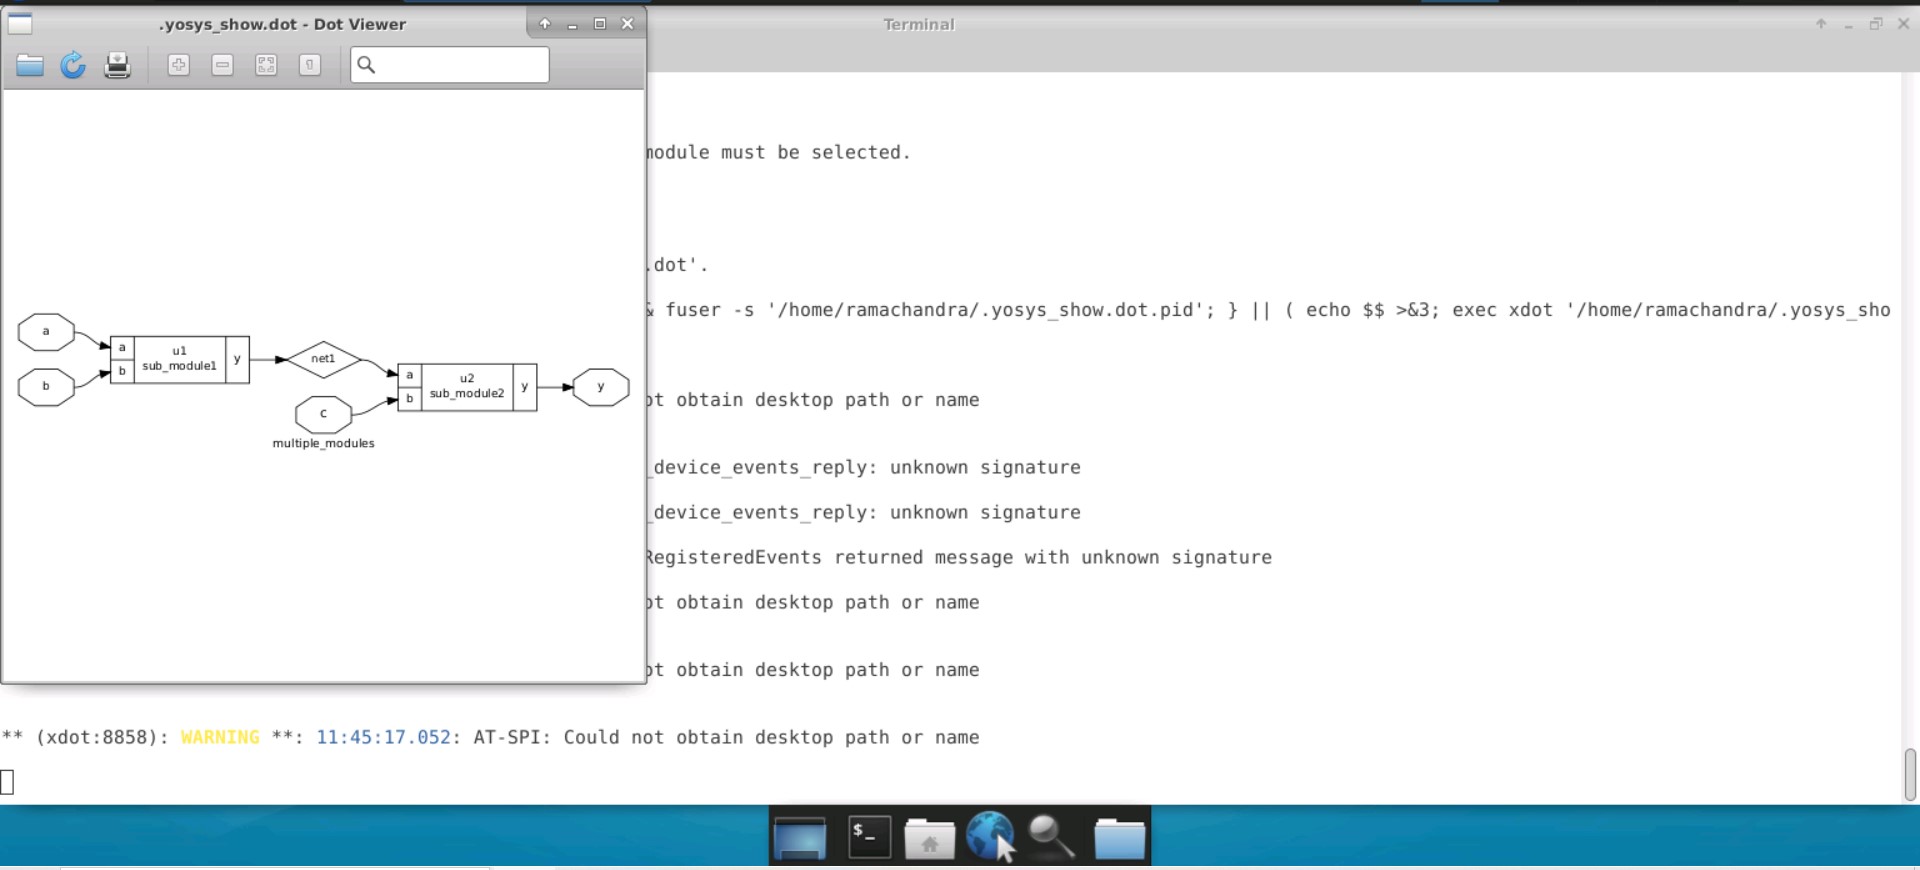 .yosys_show.dot - Dot Viewer
Terminal
module must be selected.
.dot'.
& fuser -s '/home/ramachandra/.yosys_show.dot.pid'; } || ( echo $$ >&3; exec xdot '/home/ramachandra/.yosys_sho
a
b
a
b
u1
sub_module1
y
net1
c
a
b
u2
sub_module2
y
y
multiple_modules
ot obtain desktop path or name
_device_events_reply: unknown signature
_device_events_reply: unknown signature
RegisteredEvents returned message with unknown signature
ot obtain desktop path or name
ot obtain desktop path or name
** (xdot:8858): WARNING **: 11:45:17.052: AT-SPI: Could not obtain desktop path or name
$_